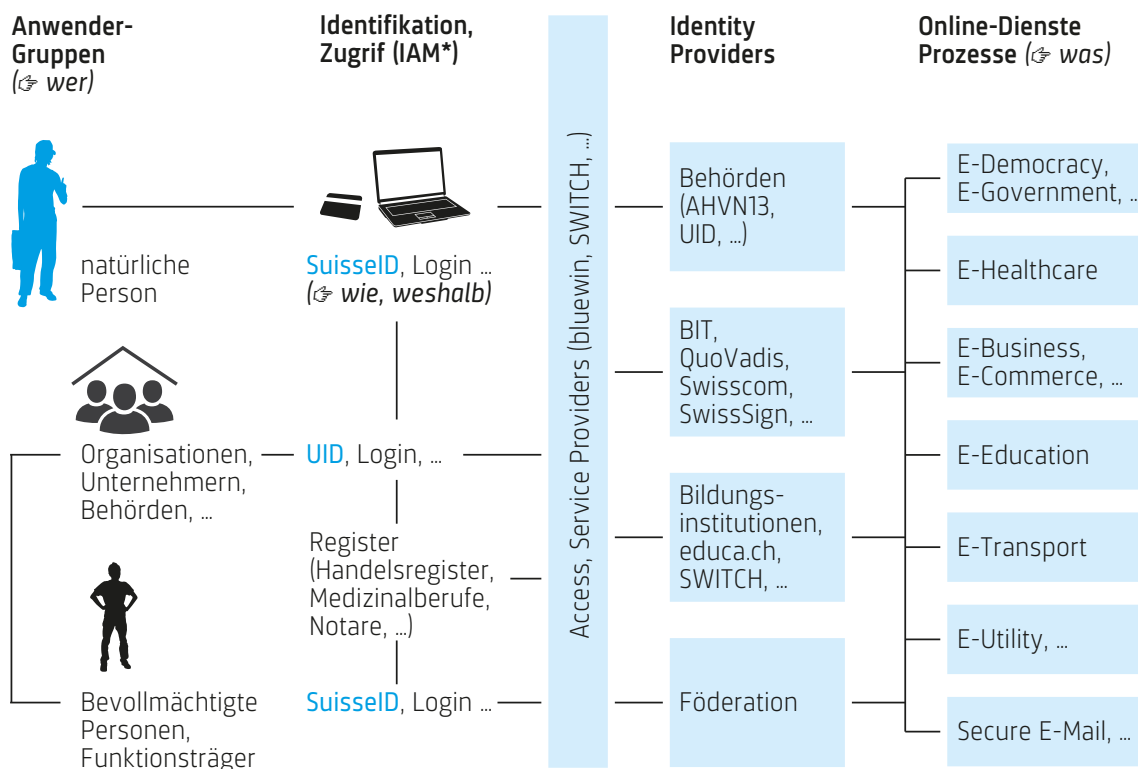 Anwender-
Gruppen
(☞ wer)
Identifikation,
Zugrif (IAM*)
Identity
Providers
Online-Dienste
Prozesse (☞ was)
natürliche
Person
SuisseID, Login ...
(☞ wie, weshalb)
Organisationen,
Unternehmern,
Behörden, ...
UID, Login, ...
Register
(Handelsregister,
Medizinalberufe,
Notare, ...)
Bevollmächtigte
Personen,
Funktionsträger
SuisseID, Login ...
Access, Service Providers (bluewin, SWITCH, ...)
Behörden
(AHVN13,
UID, ...)
BIT,
QuoVadis,
Swisscom,
SwissSign, ...
Bildungs-
institutionen,
educa.ch,
SWITCH, ...
Föderation
E-Democracy,
E-Government, ...
E-Healthcare
E-Business,
E-Commerce, ...
E-Education
E-Transport
E-Utility, ...
Secure E-Mail, ...